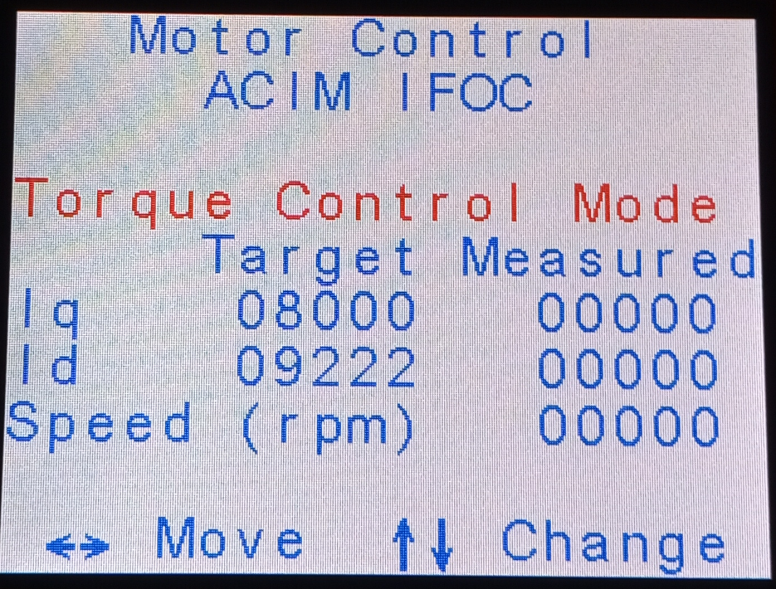 Motor Control
ACIM IFOC
Torque Control Mode
Target Measured
Iq 08000 00000
Id 09222 00000
Speed (rpm) 00000
↔ Move ↑↓ Change